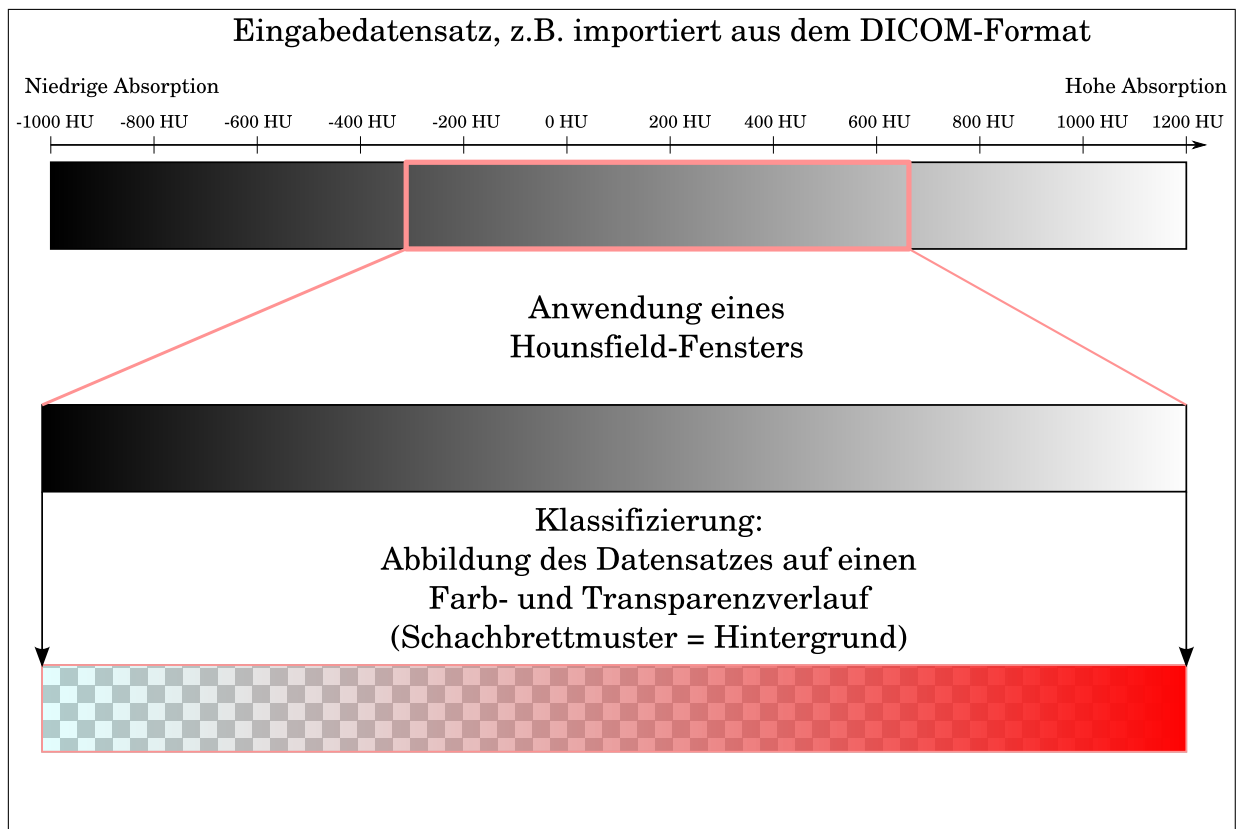 Eingabedatensatz, z.B. importiert aus dem DICOM-Format
Niedrige Absorption
Hohe Absorption
-1000 HU -800 HU -600 HU -400 HU -200 HU 0 HU 200 HU 400 HU 600 HU 800 HU 1000 HU 1200 HU
Anwendung eines
Hounsfield-Fensters
Klassifizierung:
Abbildung des Datensatzes auf einen
Farb- und Transparenzverlauf
(Schachbrettmuster = Hintergrund)